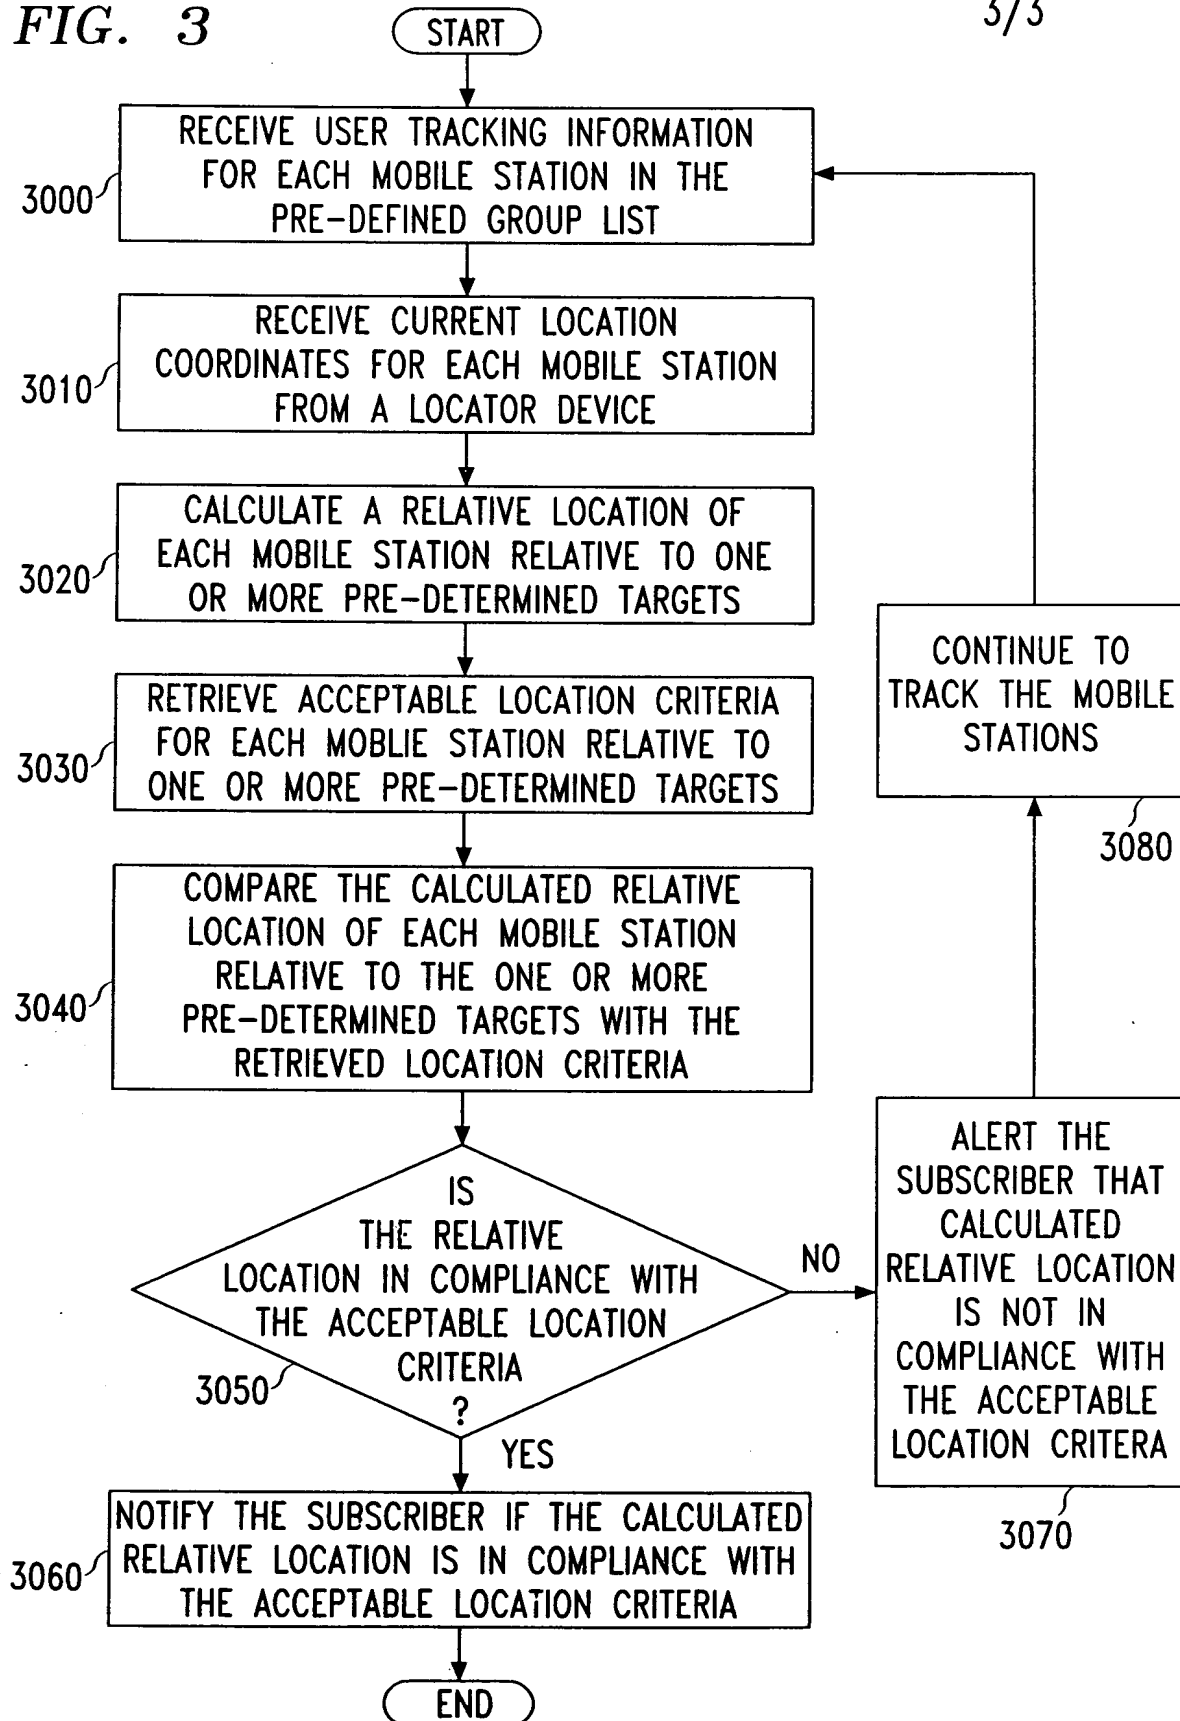 FIG. 3
3/3
START
RECEIVE USER TRACKING INFORMATION
FOR EACH MOBILE STATION IN THE
PRE-DEFINED GROUP LIST
3000
RECEIVE CURRENT LOCATION
COORDINATES FOR EACH MOBILE STATION
FROM A LOCATOR DEVICE
3010
CALCULATE A RELATIVE LOCATION OF
EACH MOBILE STATION RELATIVE TO ONE
OR MORE PRE-DETERMINED TARGETS
3020
RETRIEVE ACCEPTABLE LOCATION CRITERIA
FOR EACH MOBLIE STATION RELATIVE TO
ONE OR MORE PRE-DETERMINED TARGETS
3030
COMPARE THE CALCULATED RELATIVE
LOCATION OF EACH MOBILE STATION
RELATIVE TO THE ONE OR MORE
PRE-DETERMINED TARGETS WITH THE
RETRIEVED LOCATION CRITERIA
3040
IS
THE RELATIVE
LOCATION IN COMPLIANCE WITH
THE ACCEPTABLE LOCATION
CRITERIA
?
3050
NO
YES
NOTIFY THE SUBSCRIBER IF THE CALCULATED
RELATIVE LOCATION IS IN COMPLIANCE WITH
THE ACCEPTABLE LOCATION CRITERIA
3060
END
ALERT THE
SUBSCRIBER THAT
CALCULATED
RELATIVE LOCATION
IS NOT IN
COMPLIANCE WITH
THE ACCEPTABLE
LOCATION CRITERA
3070
CONTINUE TO
TRACK THE MOBILE
STATIONS
3080